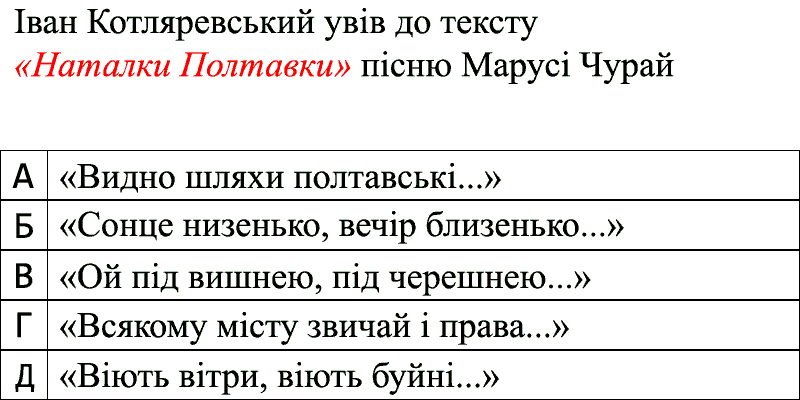 Іван Котляревський увів до тексту
«Наталки Полтавки» пісню Марусі Чурай
А «Видно шляхи полтавські...»
Б «Сонце низенько, вечір близенько...»
В «Ой під вишнею, під черешнею...»
Г «Всякому місту звичай і права...»
Д «Віють вітри, віють буйні...»